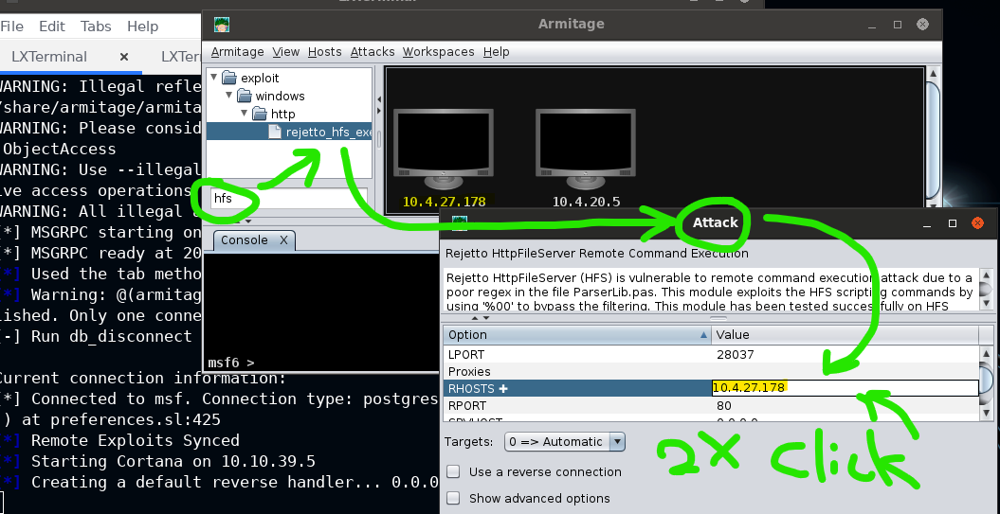 LXTerminal
File Edit Tabs Help
LXTerminal × LXTer
WARNING: Illegal refle
/share/armitage/armita
WARNING: Please consid
ObjectAccess
WARNING: Use --illegal
ive access operations
WARNING: All illegal a
[*] MSGRPC starting on
[*] MSGRPC ready at 20
[*] Used the tab metho
[*] Warning: @(armitag
ished. Only one conne
[-] Run db_disconnect
Current connection information:
[*] Connected to msf. Connection type: postgres
) at preferences.sl:425
[*] Remote Exploits Synced
[*] Starting Cortana on 10.10.39.5
[*] Creating a default reverse handler... 0.0.0
Armitage
Armitage View Hosts Attacks Workspaces Help
exploit
windows
http
rejetto_hfs_exe
hfs
10.4.27.178
10.4.20.5
Console X
msf6 >
Attack
Rejetto HttpFileServer Remote Command Execution
Rejetto HttpFileServer (HFS) is vulnerable to remote command execution attack due to a
poor regex in the file ParserLib.pas. This module exploits the HFS scripting commands by
using '%00' to bypass the filtering. This module has been tested successfully on HFS
Option Value
LPORT 28037
Proxies
RHOSTS + 10.4.27.178
RPORT 80
SRVHOST 0.0.0.0
Targets: 0 => Automatic
Use a reverse connection
Show advanced options
2x click